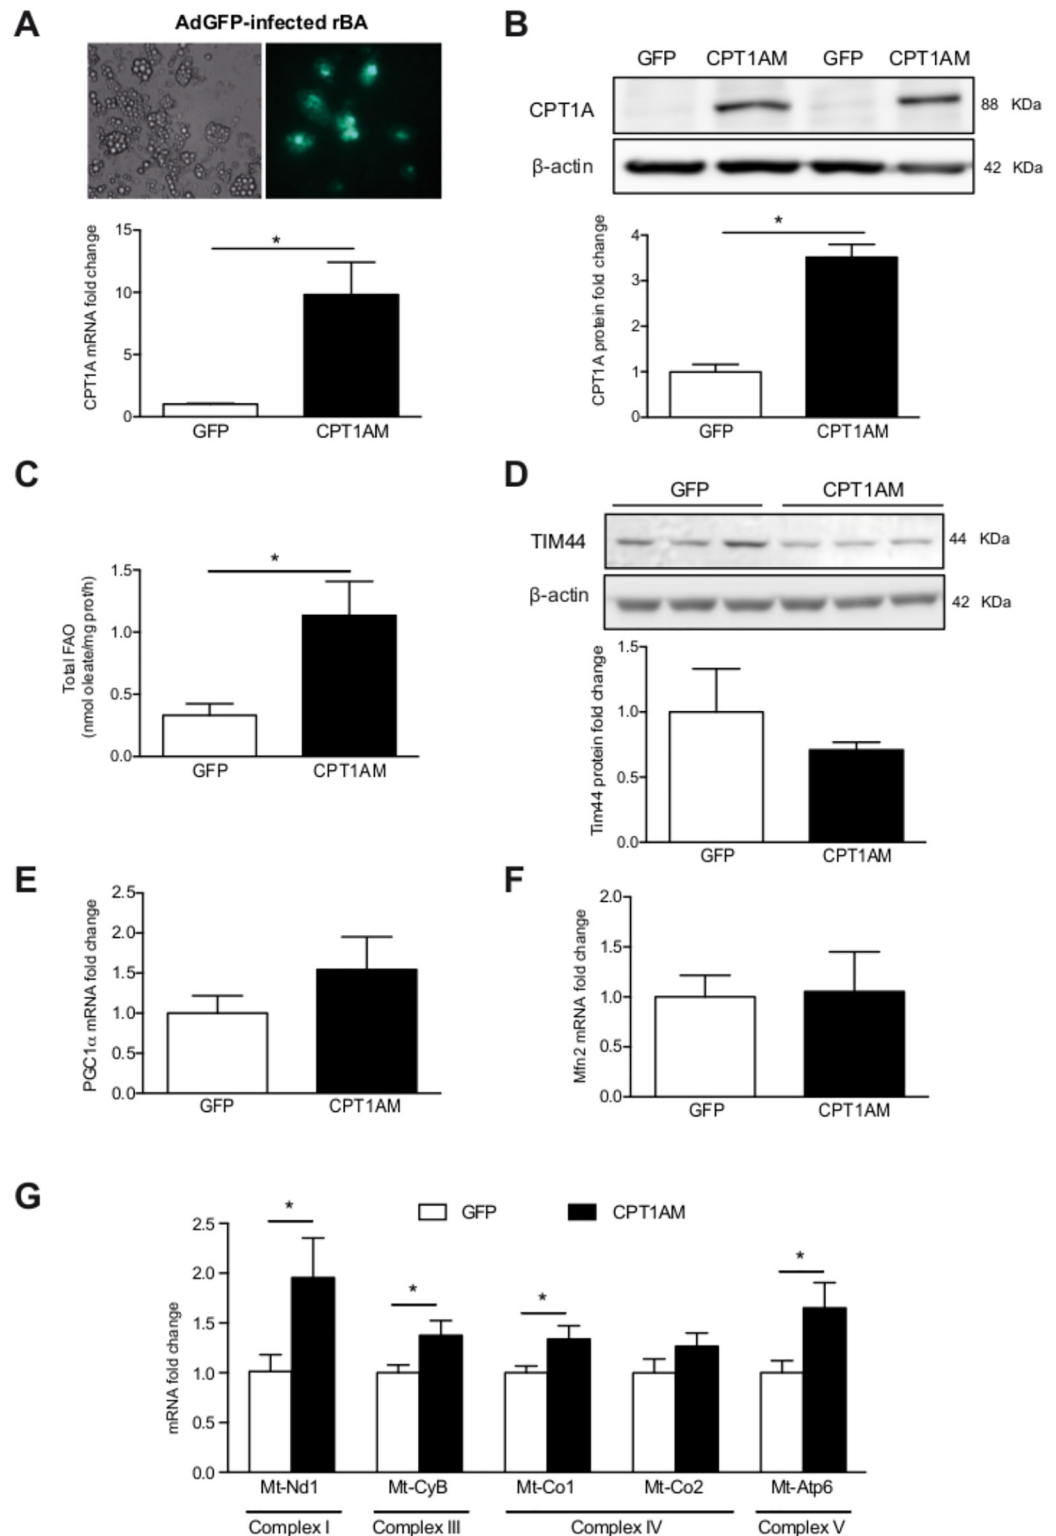 A
AdGFP-infected rBA
CPT1A mRNA fold change
15
*
10
5
0
GFP CPT1AM
B
GFP CPT1AM GFP CPT1AM
CPT1A 88 KDa
β-actin 42 KDa
CPT1A protein fold change
4
*
3
2
1
0
GFP CPT1AM
C
Total FAO
(nmol oleate/mg prot/h)
1.5
*
1.0
0.5
0.0
GFP CPT1AM
D
GFP CPT1AM
TIM44 44 KDa
β-actin 42 KDa
Tim44 protein fold change
1.5
1.0
0.5
0.0
GFP CPT1AM
E
PGC1α mRNA fold change
2.5
2.0
1.5
1.0
0.5
0.0
GFP CPT1AM
F
Mfn2 mRNA fold change
2.0
1.5
1.0
0.5
0.0
GFP CPT1AM
G
GFP CPT1AM
mRNA fold change
2.5
2.0
1.5
1.0
0.5
0.0
* * * *
Mt-Nd1 Mt-CyB Mt-Co1 Mt-Co2 Mt-Atp6
Complex I Complex III Complex IV Complex V